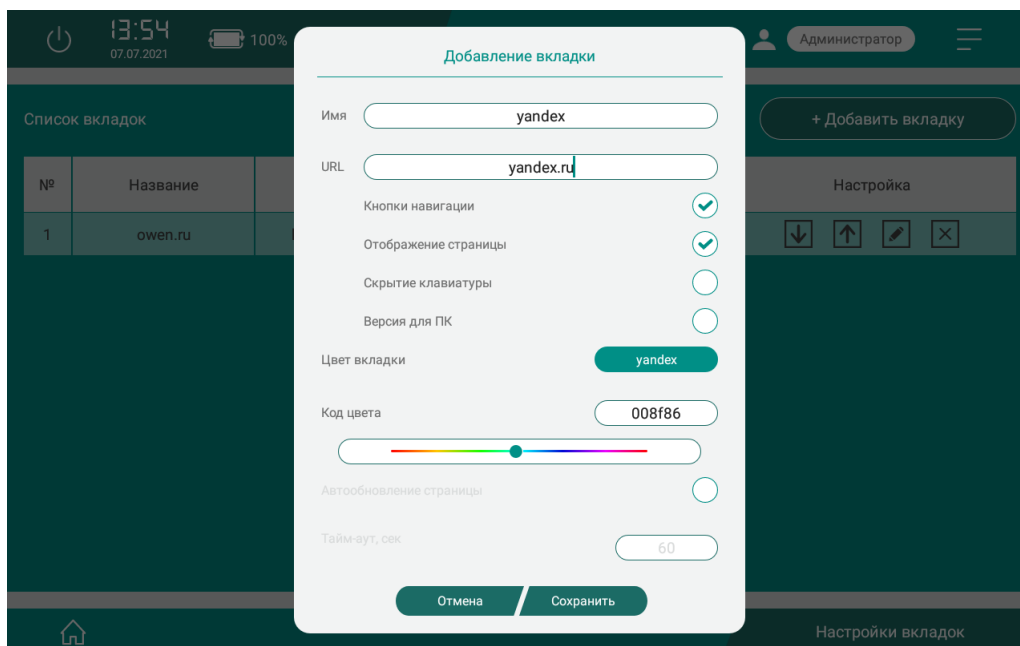 13:54
07.07.2021
100%
Администратор
Добавление вкладки
Список вкладок
+ Добавить вкладку
Имя yandex
URL yandex.ru
№ Название Настройка
1 owen.ru
Кнопки навигации
Отображение страницы
Скрытие клавиатуры
Версия для ПК
Цвет вкладки yandex
Код цвета 008f86
Автообновление страницы
Тайм-аут, сек 60
Отмена Сохранить
Настройки вкладок